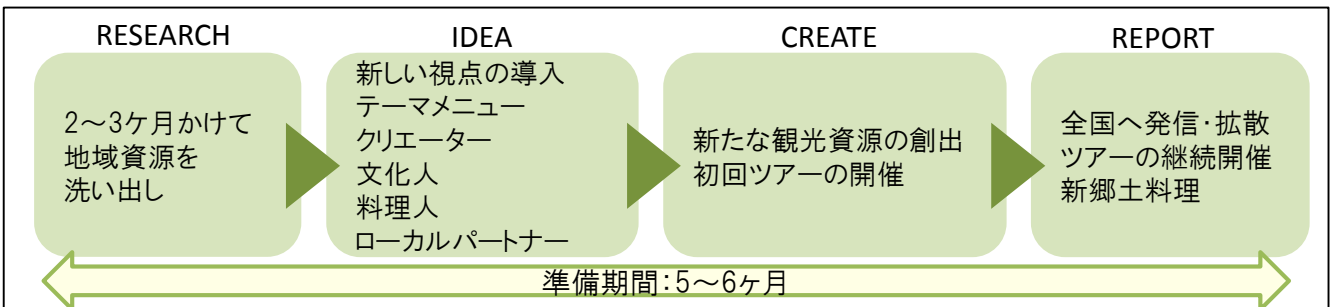 RESEARCH
2～3ケ月かけて
地域資源を
洗い出し
IDEA
新しい視点の導入
テーマメニュー
クリエーター
文化人
料理人
ローカルパートナー
CREATE
新たな観光資源の創出
初回ツアーの開催
REPORT
全国へ発信･拡散
ツアーの継続開催
新郷土料理
準備期間：5～6ヶ月